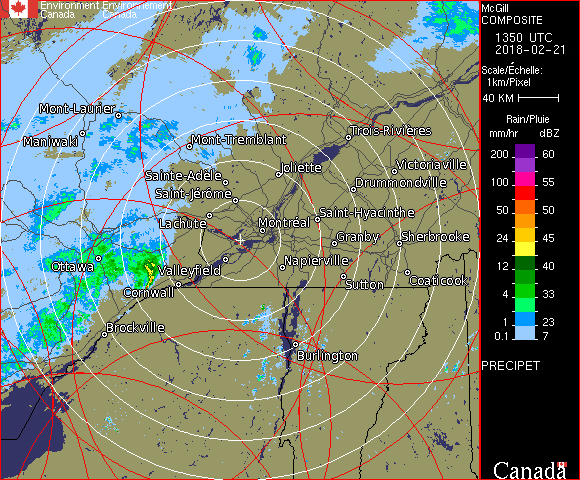 Environment Environnement
Canada Canada
McGill
COMPOSITE
1350 UTC
2018-02-21
Scale/Échelle:
1km/Pixel
40 KM
Rain/Pluie
mm/hr dBZ
200 60
100 55
50 50
24 45
12 40
4 33
1 23
0.1 7
PRECIPET
Canada
Mont-Laurier
Maniwaki
Mont-Tremblant
Trois-Rivières
Sainte-Adèle
Joliette
Victoriaville
Saint-Jérôme
Drummondville
Lachute
Saint-Hyacinthe
Montréal
Granby
Sherbrooke
Ottawa
Valleyfield
Napierville
Cornwall
Sutton
Coaticook
Brockville
Burlington